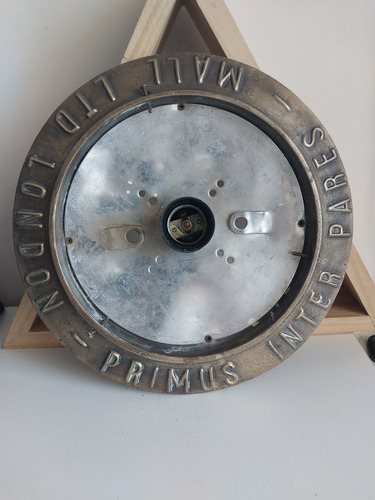 PRIMUS INTER PARES – MALL LTD LONDON –